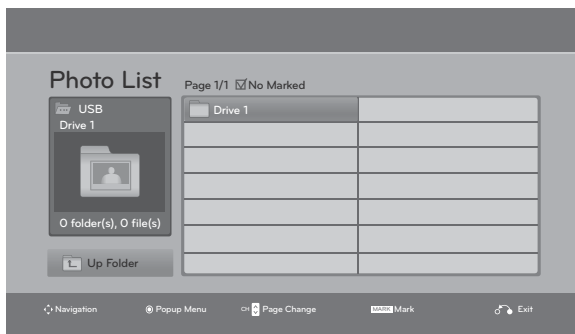 Photo List
Page 1/1 No Marked
USB
Drive 1
Drive 1
0 folder(s), 0 file(s)
Up Folder
Navigation Popup Menu CH Page Change MARK Mark Exit